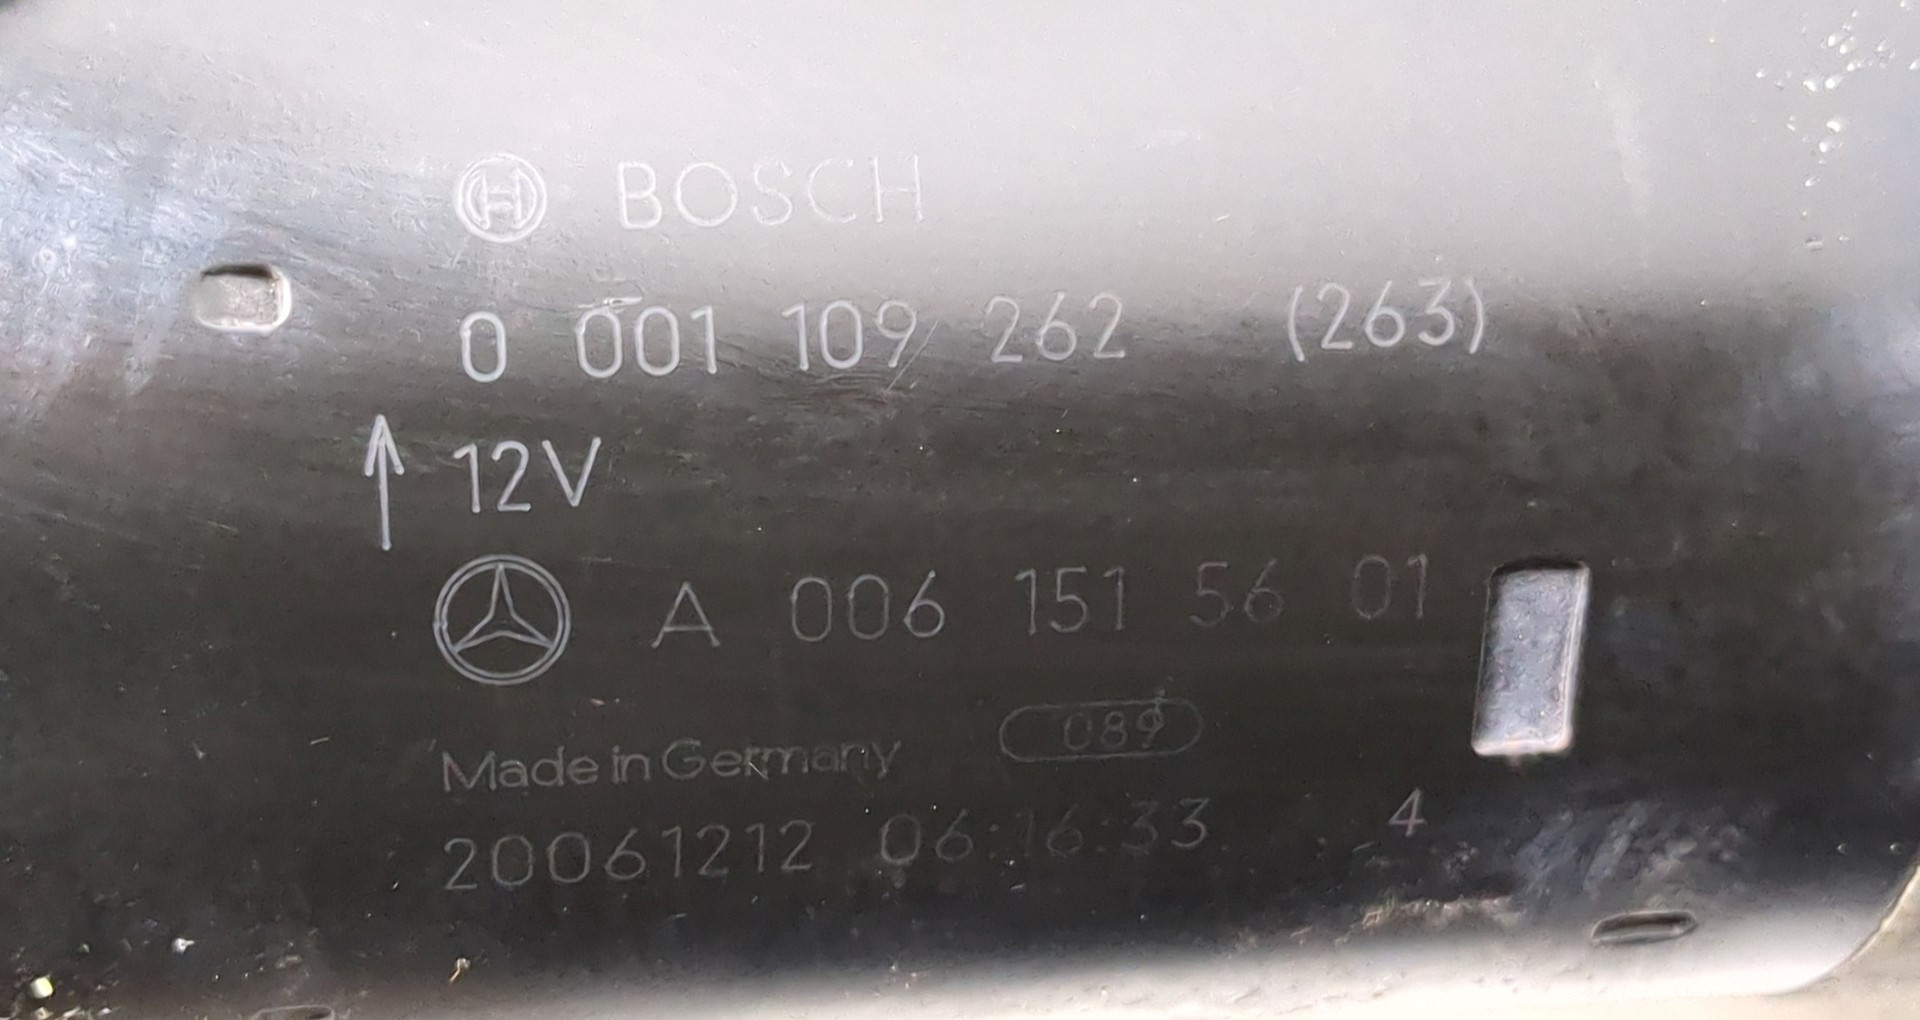 BOSCH
0 001 109 262 (263)
↑ 12V
A 006 151 56 01
Made in Germany 089
20061212 06:16:33 4